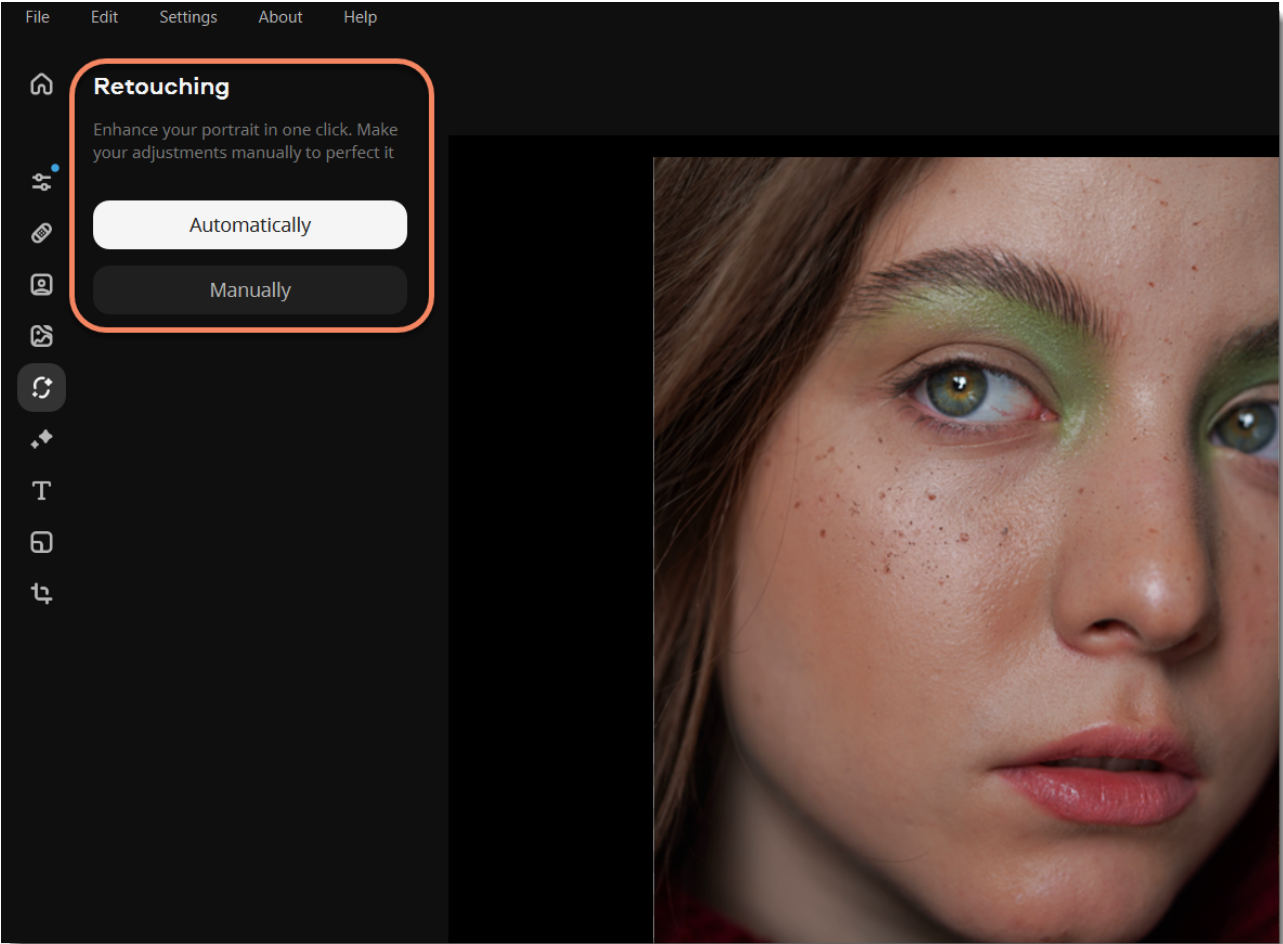 File Edit Settings About Help
Retouching
Enhance your portrait in one click. Make
your adjustments manually to perfect it
Automatically
Manually